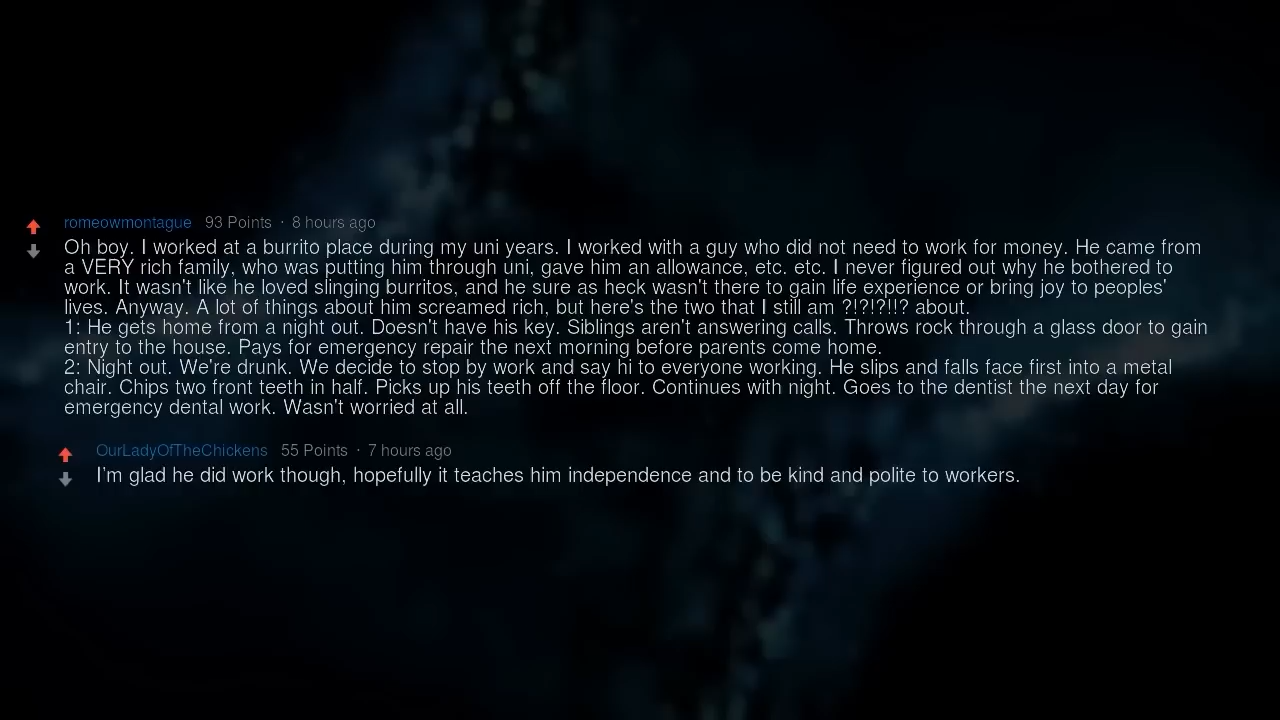 romeowmontague 93 Points · 8 hours ago
Oh boy. I worked at a burrito place during my uni years. I worked with a guy who did not need to work for money. He came from
a VERY rich family, who was putting him through uni, gave him an allowance, etc. etc. I never figured out why he bothered to
work. It wasn't like he loved slinging burritos, and he sure as heck wasn't there to gain life experience or bring joy to peoples'
lives. Anyway. A lot of things about him screamed rich, but here's the two that I still am ?!?!?!!? about.
1: He gets home from a night out. Doesn't have his key. Siblings aren't answering calls. Throws rock through a glass door to gain
entry to the house. Pays for emergency repair the next morning before parents come home.
2: Night out. We're drunk. We decide to stop by work and say hi to everyone working. He slips and falls face first into a metal
chair. Chips two front teeth in half. Picks up his teeth off the floor. Continues with night. Goes to the dentist the next day for
emergency dental work. Wasn't worried at all.
OurLadyOfTheChickens 55 Points · 7 hours ago
I'm glad he did work though, hopefully it teaches him independence and to be kind and polite to workers.